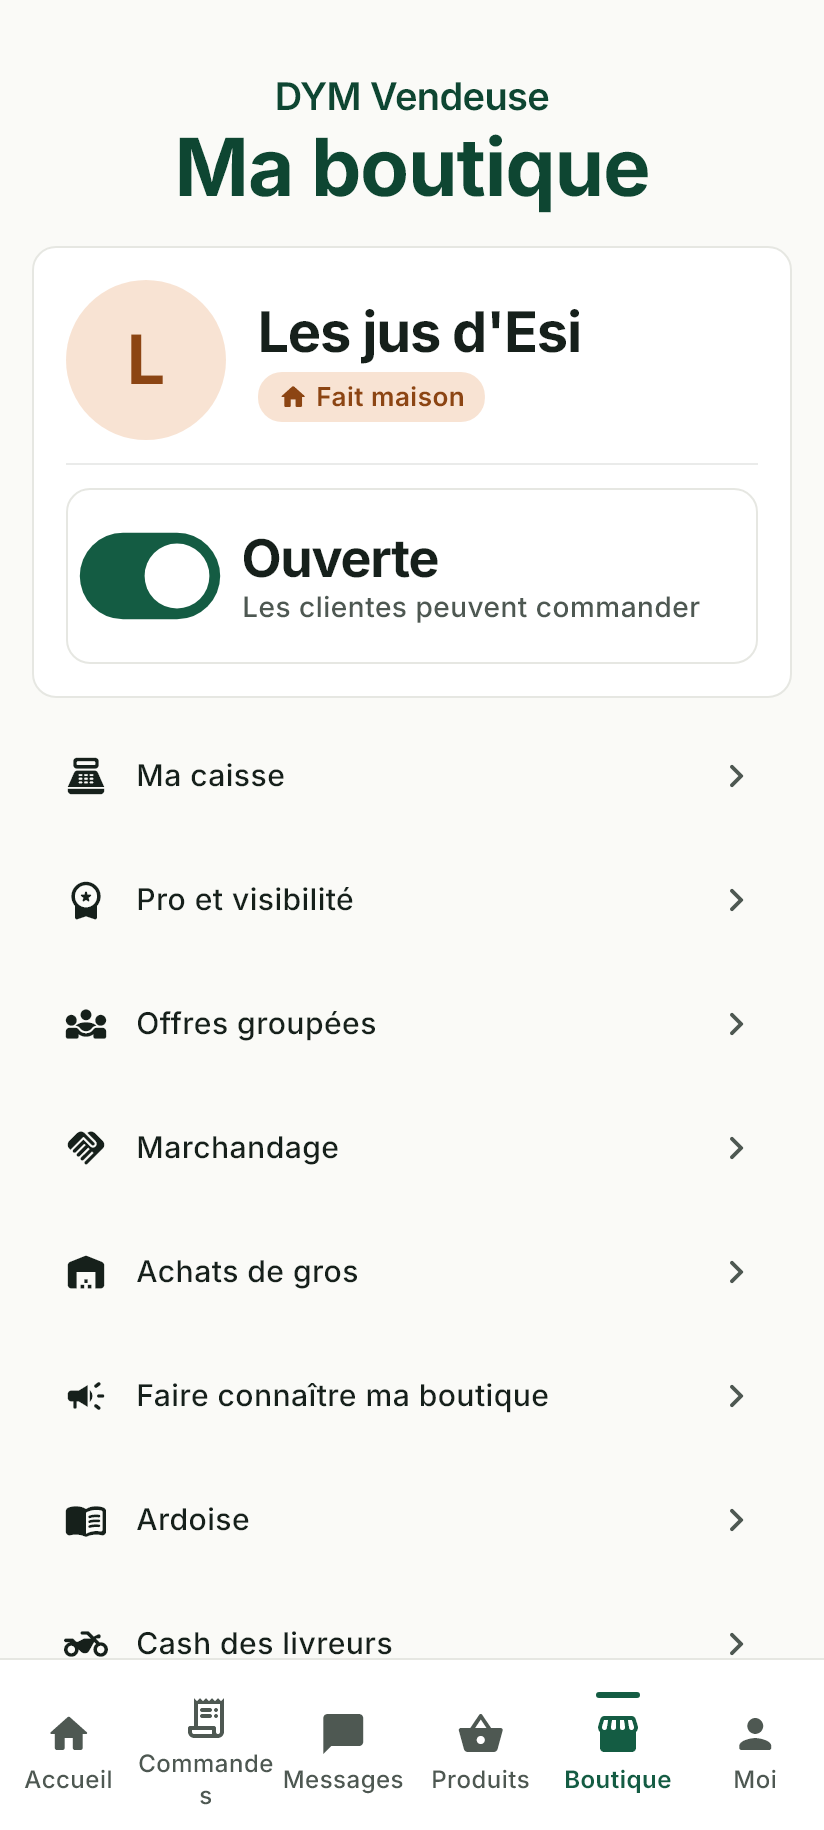 DYM Vendeuse
Ma boutique
L
Les jus d'Esi
Fait maison
Ouverte
Les clientes peuvent commander
Ma caisse
Pro et visibilité
Offres groupées
Marchandage
Achats de gros
Faire connaître ma boutique
Ardoise
Cash des livreurs
Accueil
Commande
s
Messages
Produits
Boutique
Moi